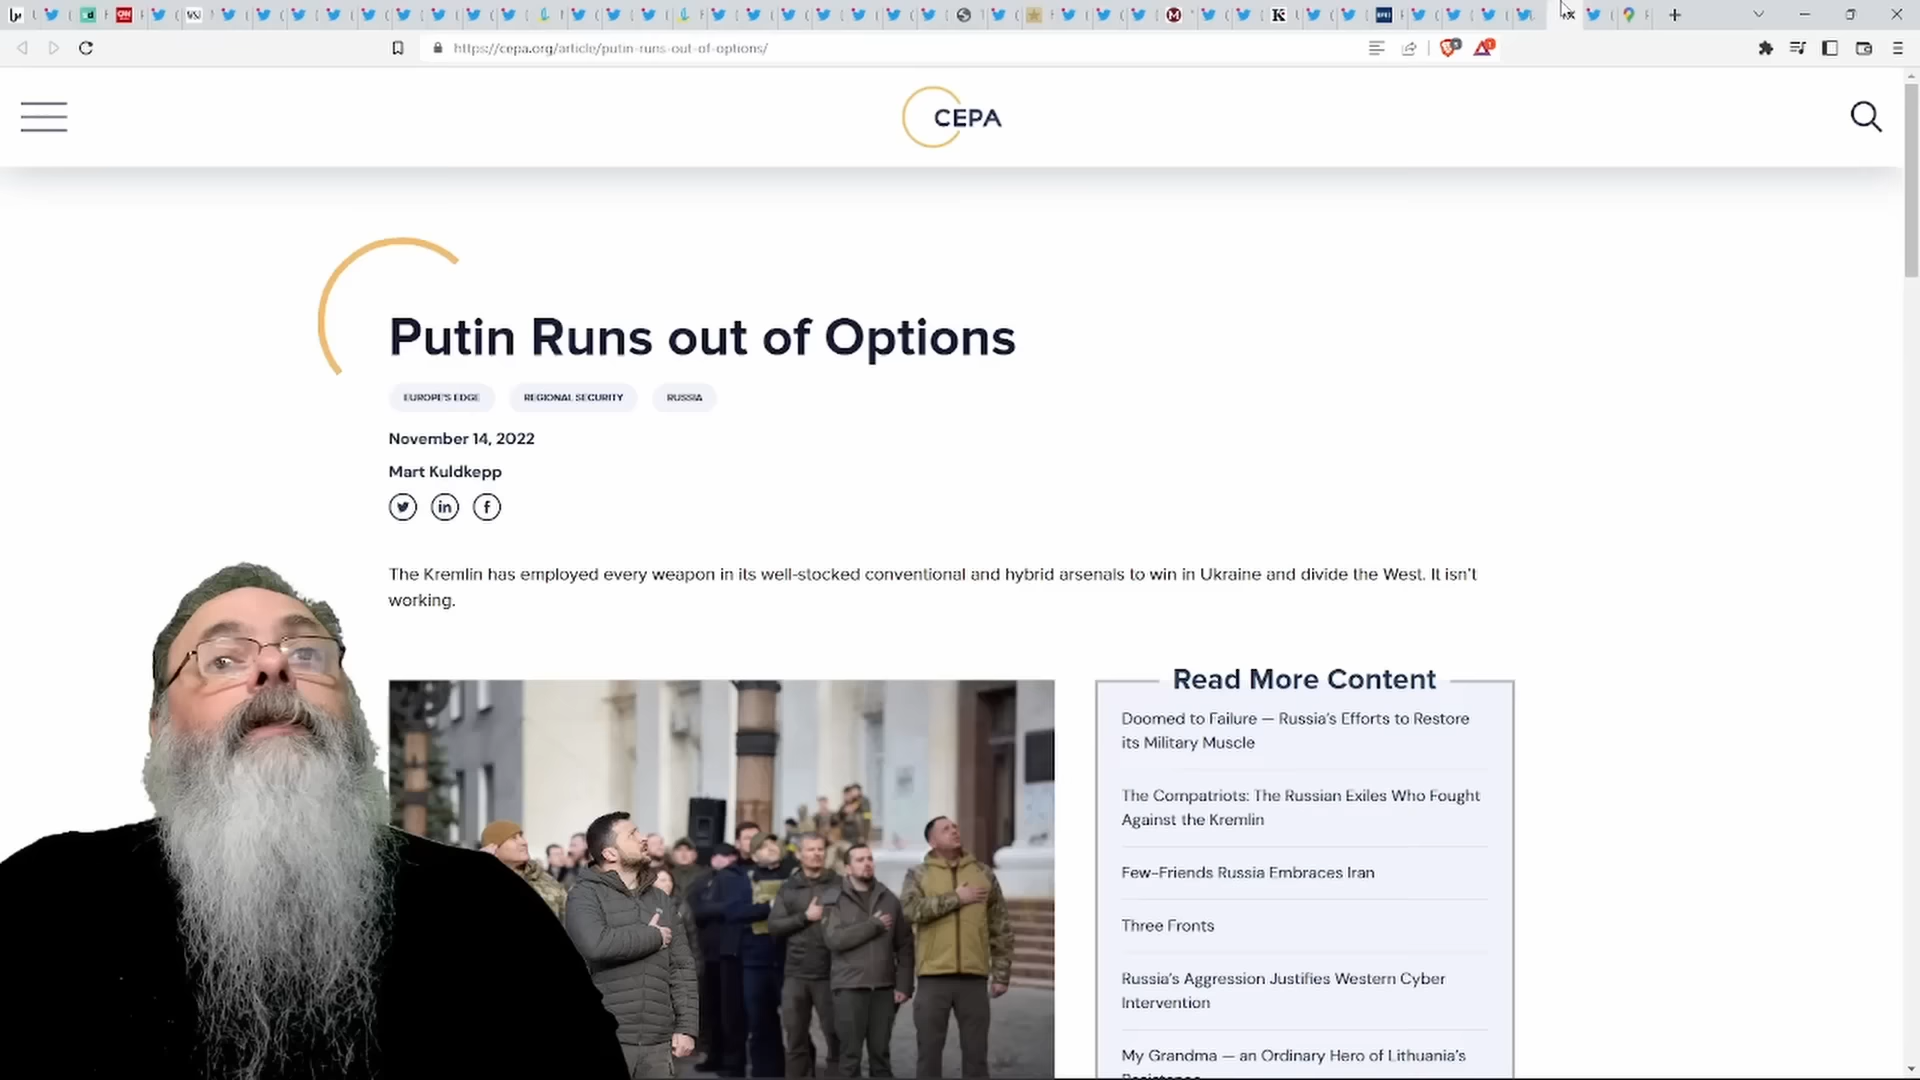 https://cepa.org/article/putin-runs-out-of-options/
CEPA
Putin Runs out of Options
EUROPE'S EDGE
REGIONAL SECURITY
RUSSIA
November 14, 2022
Mart Kuldkepp
The Kremlin has employed every weapon in its well-stocked conventional and hybrid arsenals to win in Ukraine and divide the West. It isn't
working.
Read More Content
Doomed to Failure — Russia's Efforts to Restore
its Military Muscle
The Compatriots: The Russian Exiles Who Fought
Against the Kremlin
Few-Friends Russia Embraces Iran
Three Fronts
Russia's Aggression Justifies Western Cyber
Intervention
My Grandma — an Ordinary Hero of Lithuania's